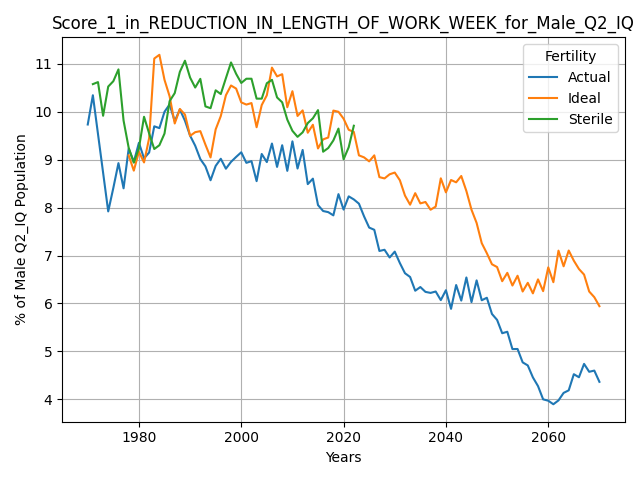 Score_1_in_REDUCTION_IN_LENGTH_OF_WORK_WEEK_for_Male_Q2_IQ
Fertility
Actual
Ideal
Sterile
% of Male Q2_IQ Population
11
10
9
8
7
6
5
4
1980 2000 2020 2040 2060
Years